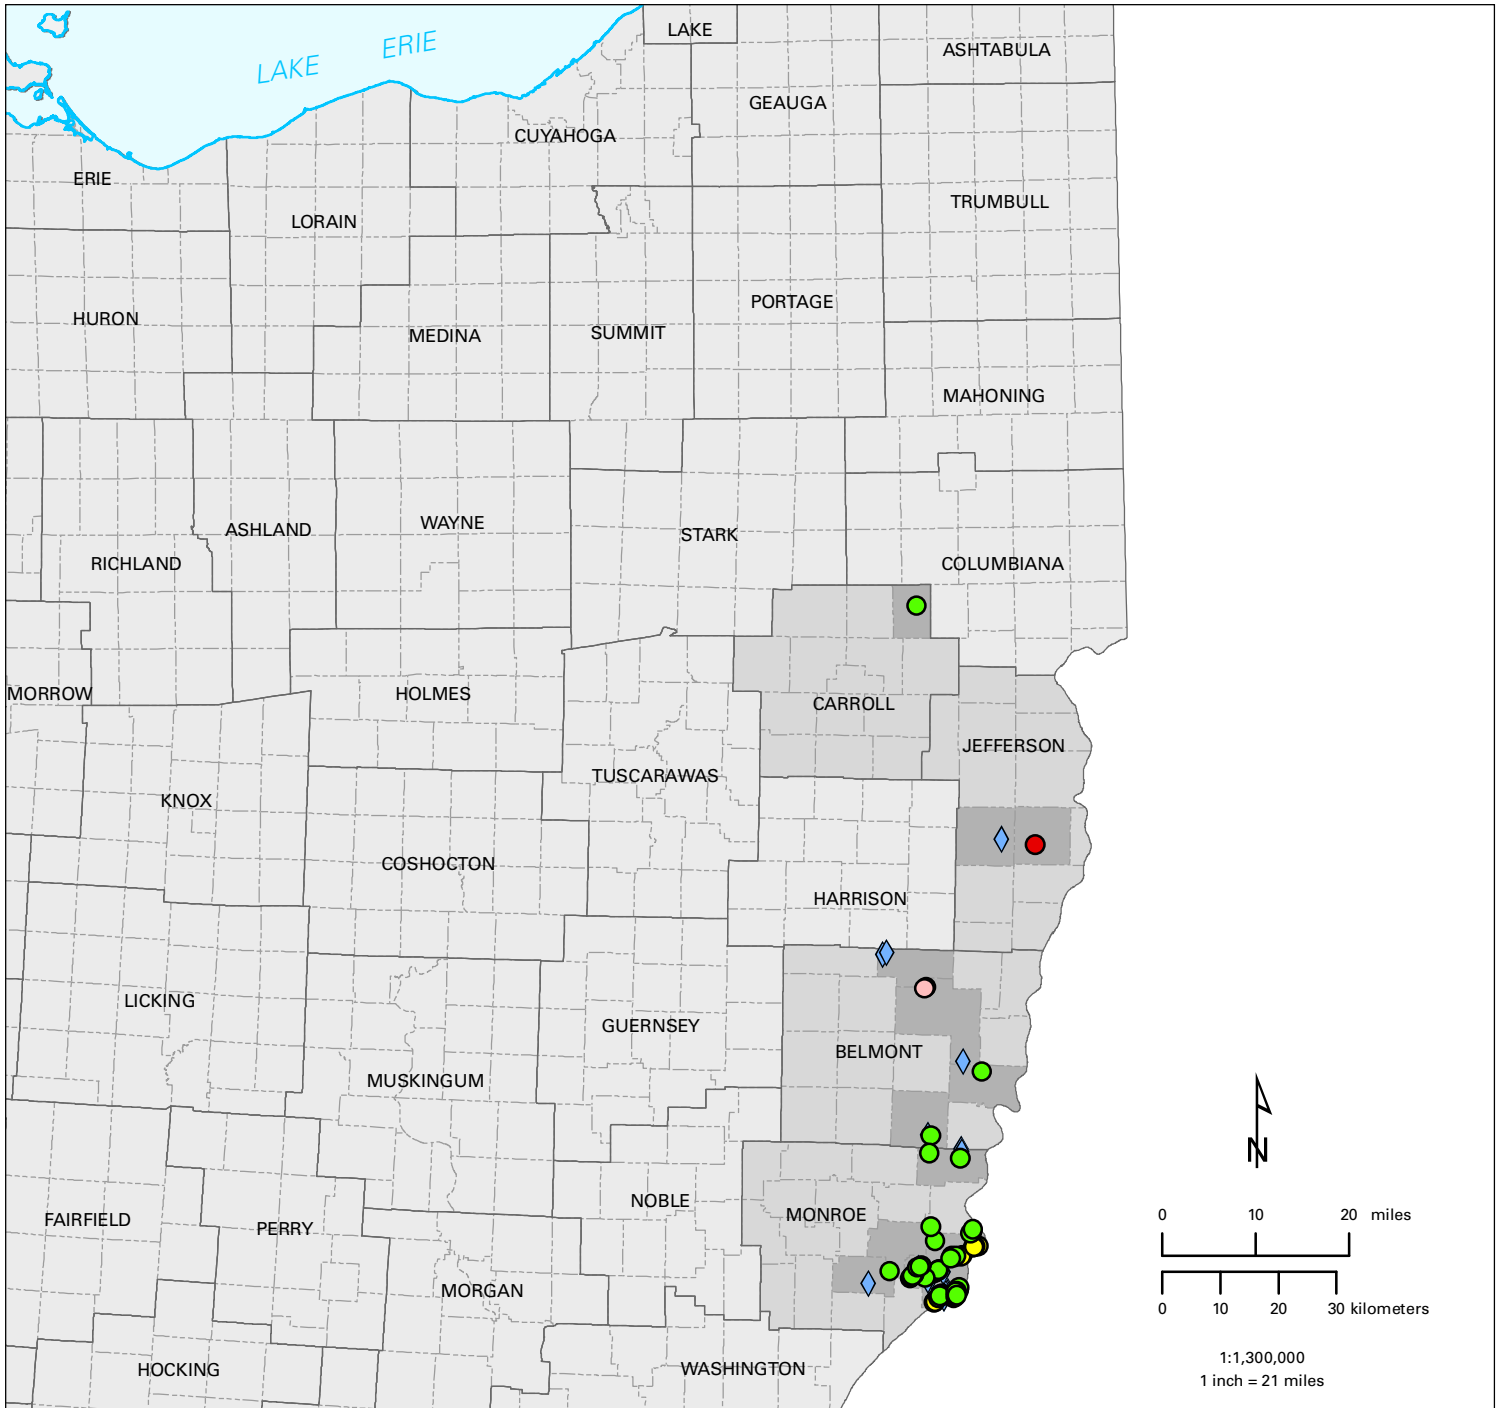 LAKE
ASHTABULA
LAKE ERIE
GEAUGA
CUYAHOGA
ERIE
TRUMBULL
LORAIN
PORTAGE
HURON
MEDINA
SUMMIT
MAHONING
WAYNE
ASHLAND
STARK
RICHLAND
COLUMBIANA
MORROW
HOLMES
CARROLL
JEFFERSON
TUSCARAWAS
KNOX
COSHOCTON
HARRISON
LICKING
GUERNSEY
BELMONT
MUSKINGUM
N
NOBLE
MONROE
FAIRFIELD
PERRY
0 10 20 miles
MORGAN
0 10 20 30 kilometers
1:1,300,000
HOCKING
WASHINGTON
1 inch = 21 miles